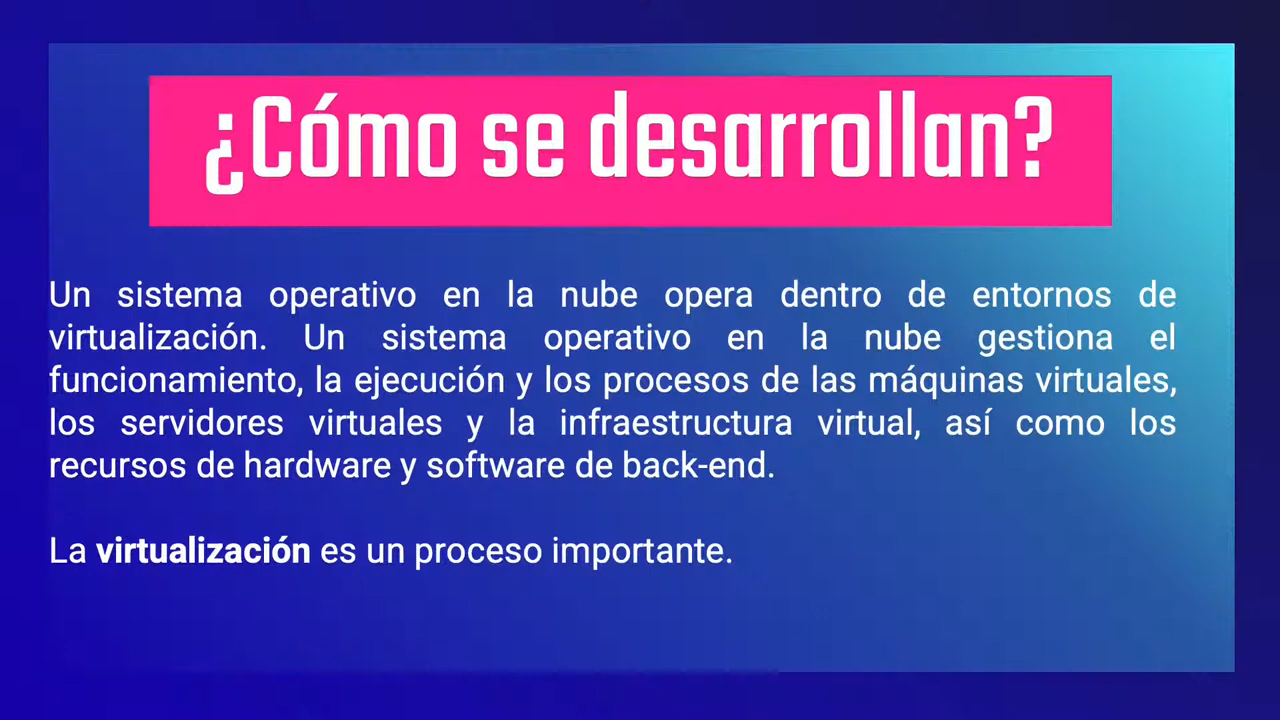 ¿Cómo se desarrollan?
Un sistema operativo en la nube opera dentro de entornos de
virtualización. Un sistema operativo en la nube gestiona el
funcionamiento, la ejecución y los procesos de las máquinas virtuales,
los servidores virtuales y la infraestructura virtual, así como los
recursos de hardware y software de back-end.
La virtualización es un proceso importante.